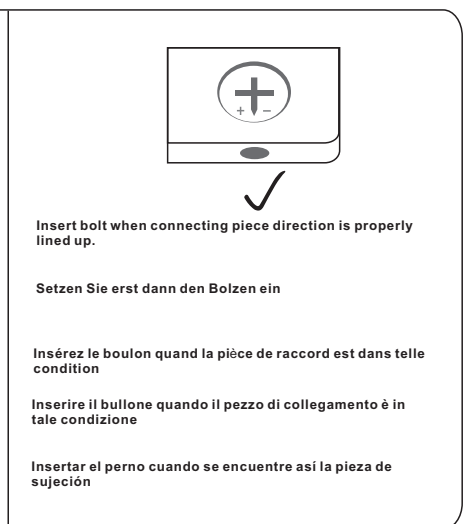 + −
Insert bolt when connecting piece direction is properly
lined up.
Setzen Sie erst dann den Bolzen ein
Insérez le boulon quand la pièce de raccord est dans telle
condition
Inserire il bullone quando il pezzo di collegamento è in
tale condizione
Insertar el perno cuando se encuentre así la pieza de
sujeción